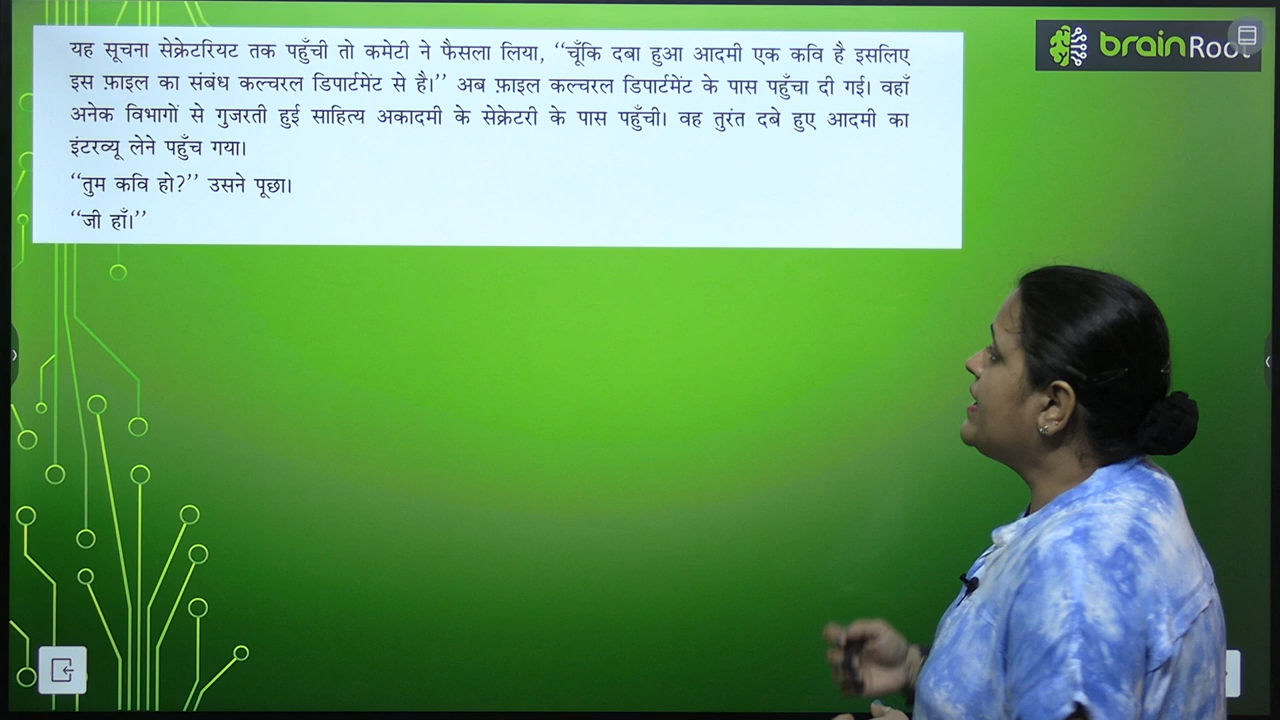 यह सूचना सेक्रेटरियट तक पहुँची तो कमेटी ने फैसला लिया, ‘‘चूँकि दबा हुआ आदमी एक कवि है इसलिए
इस फ़ाइल का संबंध कल्चरल डिपार्टमेंट से है।’’ अब फ़ाइल कल्चरल डिपार्टमेंट के पास पहुँचा दी गई। वहाँ
अनेक विभागों से गुजरती हुई साहित्य अकादमी के सेक्रेटरी के पास पहुँची। वह तुरंत दबे हुए आदमी का
इंटरव्यू लेने पहुँच गया।
‘‘तुम कवि हो?’’ उसने पूछा।
‘‘जी हाँ।’’
brainRoot